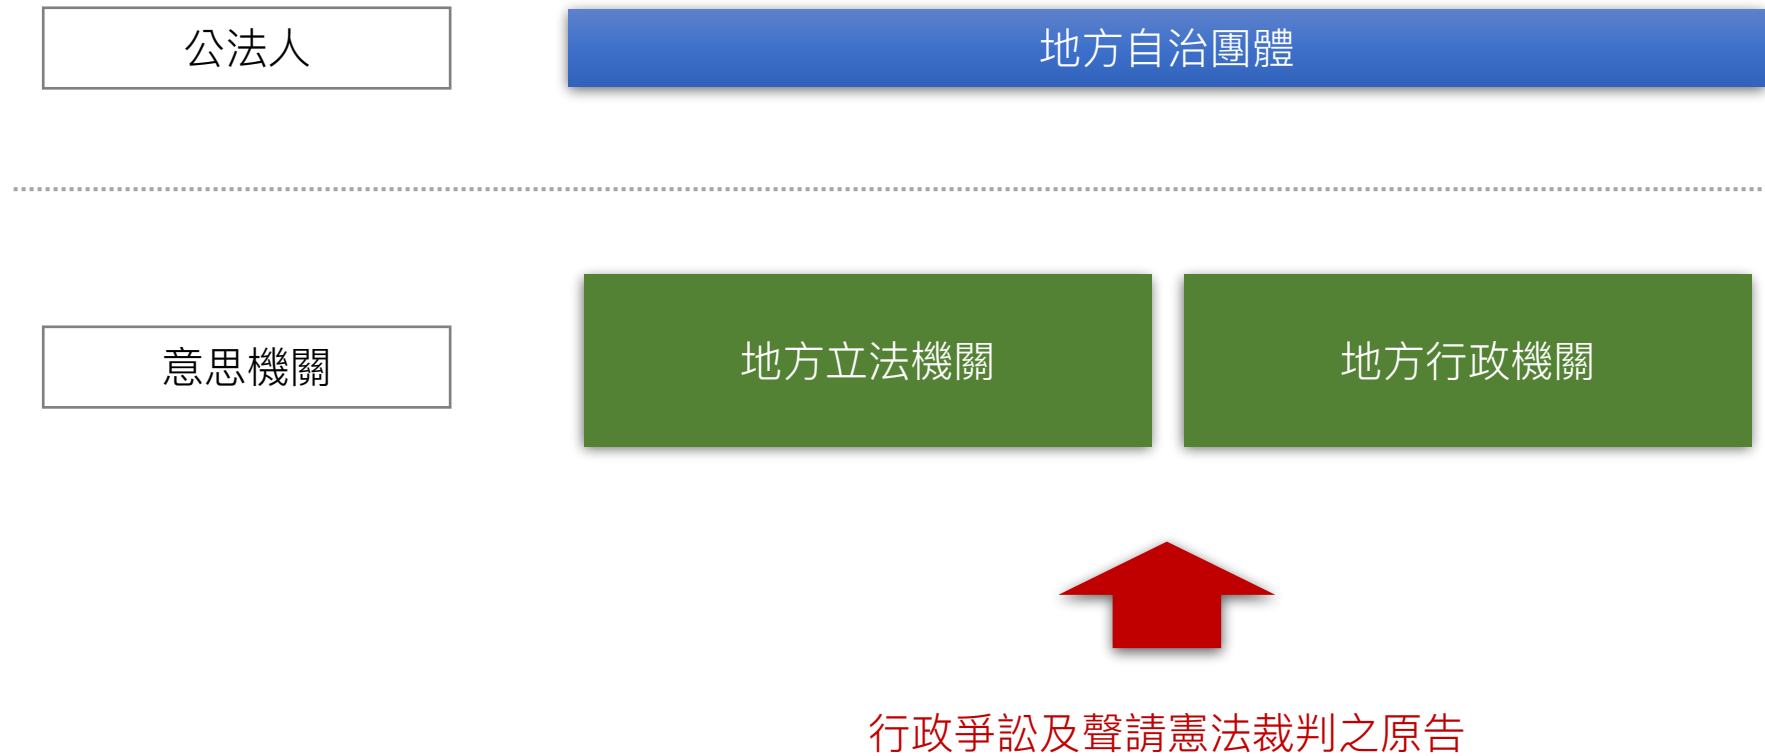 公法人
地方自治團體
意思機關
地方立法機關
地方行政機關
行政爭訟及聲請憲法裁判之原告